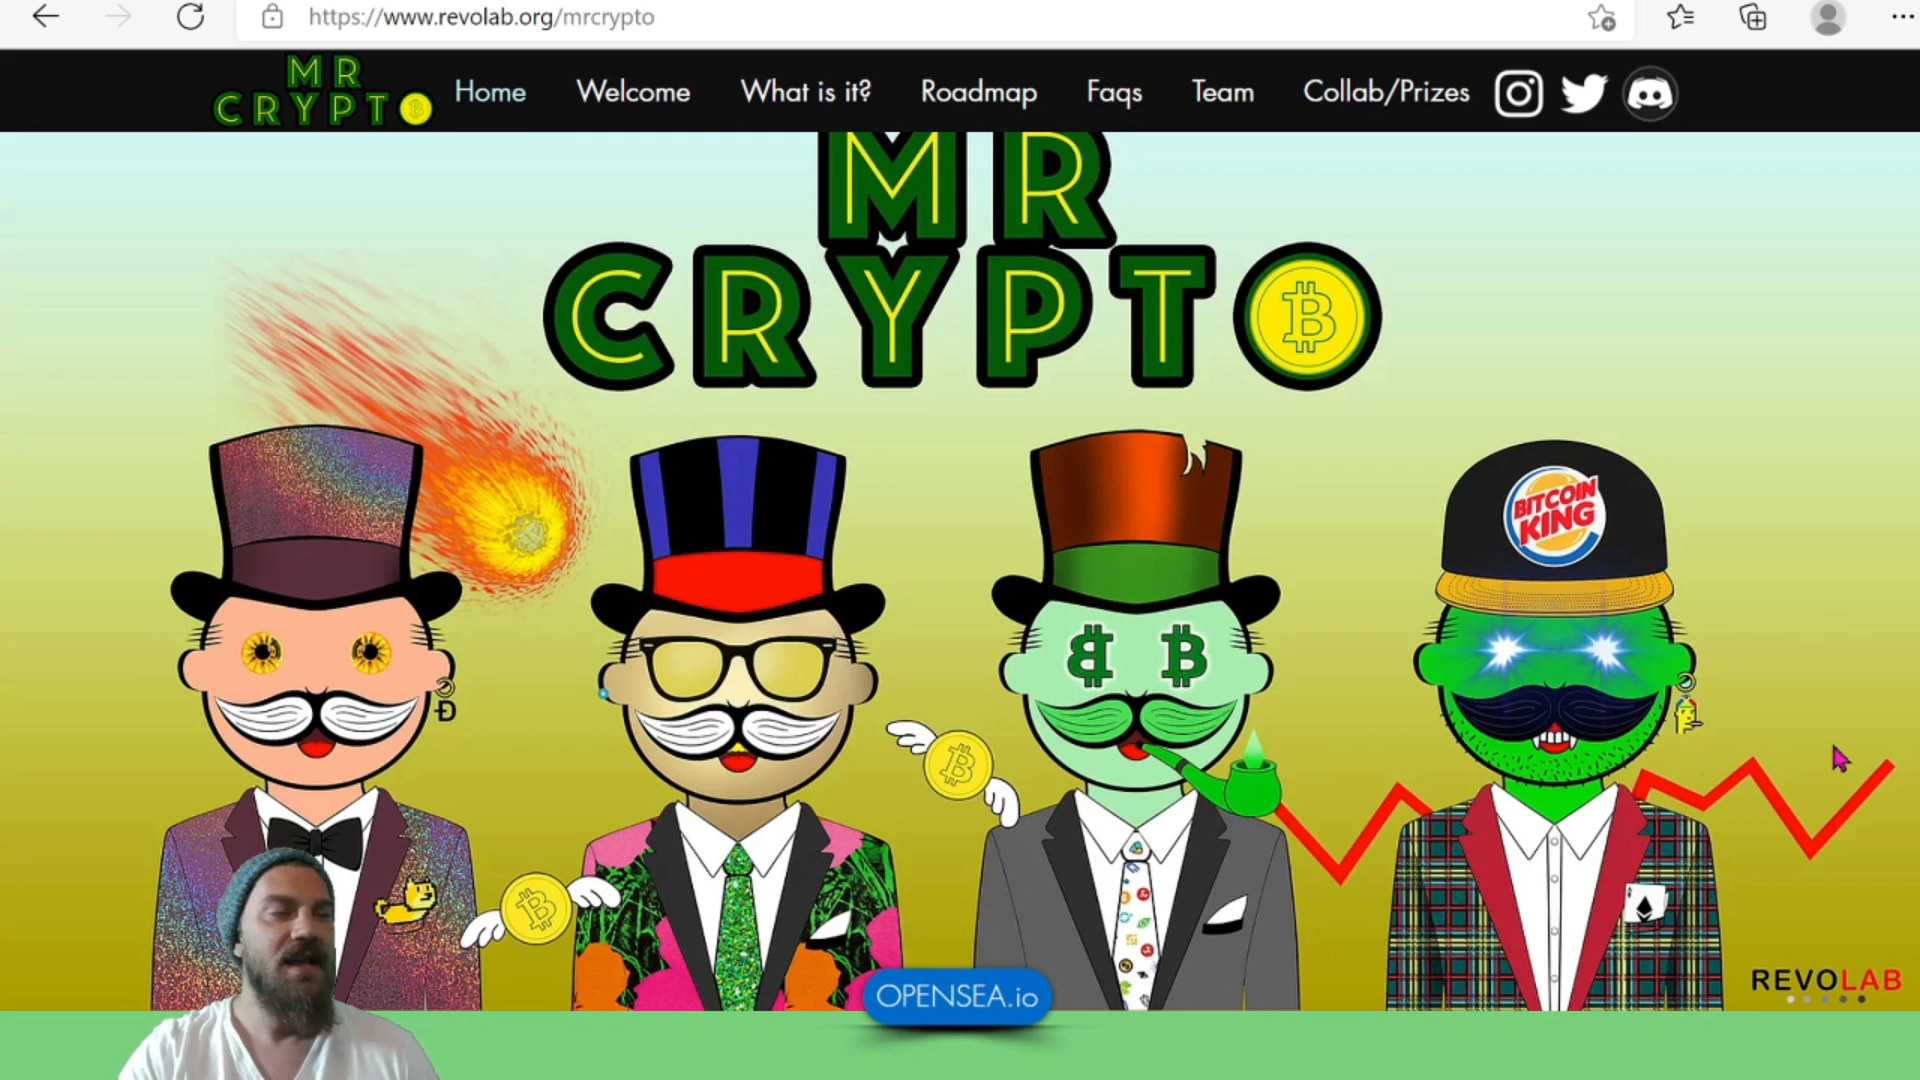 https://www.revolab.org/mrcrypto
MR
CRYPTO
Home
Welcome
What is it?
Roadmap
Faqs
Team
Collab/Prizes
MR
CRYPTO
BITCOIN
KING
REVOLAB
OPENSEA.io